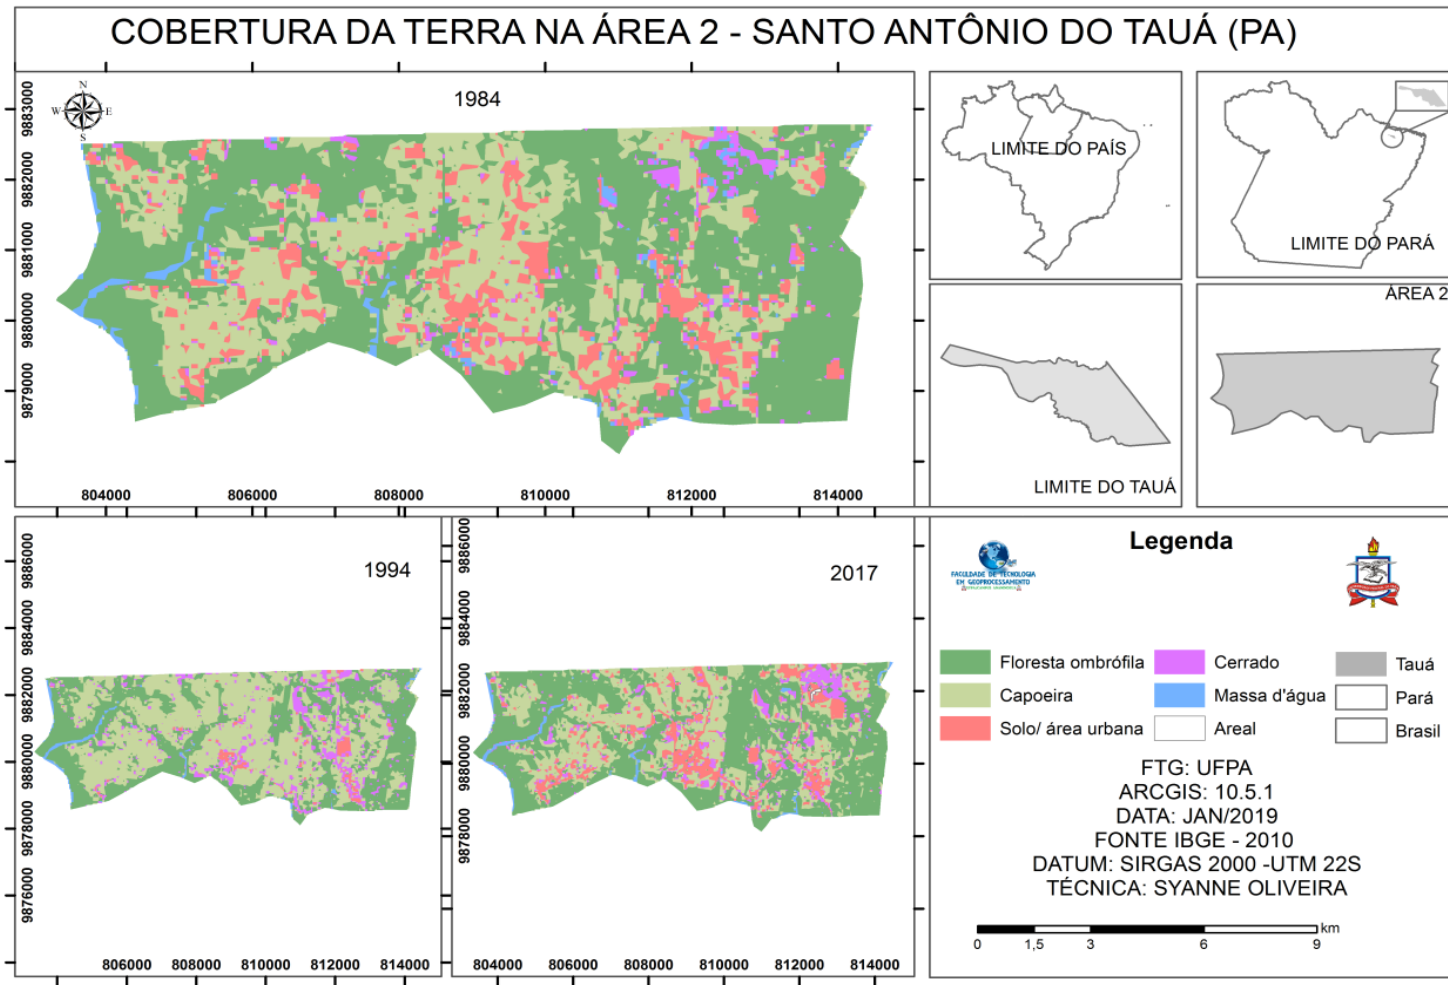 COBERTURA DA TERRA NA ÁREA 2 - SANTO ANTÔNIO DO TAUÁ (PA)
1984
N
W E
S
9883000
9882000
9881000
9880000
9879000
804000 806000 808000 810000 812000 814000
LIMITE DO PAÍS
LIMITE DO PARÁ
LIMITE DO TAUÁ
ÁREA 2
1994
9886000
9884000
9882000
9880000
9878000
9876000
806000 808000 810000 812000 814000
2017
9886000
9884000
9882000
9880000
9878000
804000 806000 808000 810000 812000 814000
Legenda
FACULDADE DE TECNOLOGIA
EM GEOPROCESSAMENTO
Floresta ombrófila
Capoeira
Solo/ área urbana
Cerrado
Massa d'água
Areal
Tauá
Pará
Brasil
FTG: UFPA
ARCGIS: 10.5.1
DATA: JAN/2019
FONTE IBGE - 2010
DATUM: SIRGAS 2000 -UTM 22S
TÉCNICA: SYANNE OLIVEIRA
km
0 1,5 3 6 9